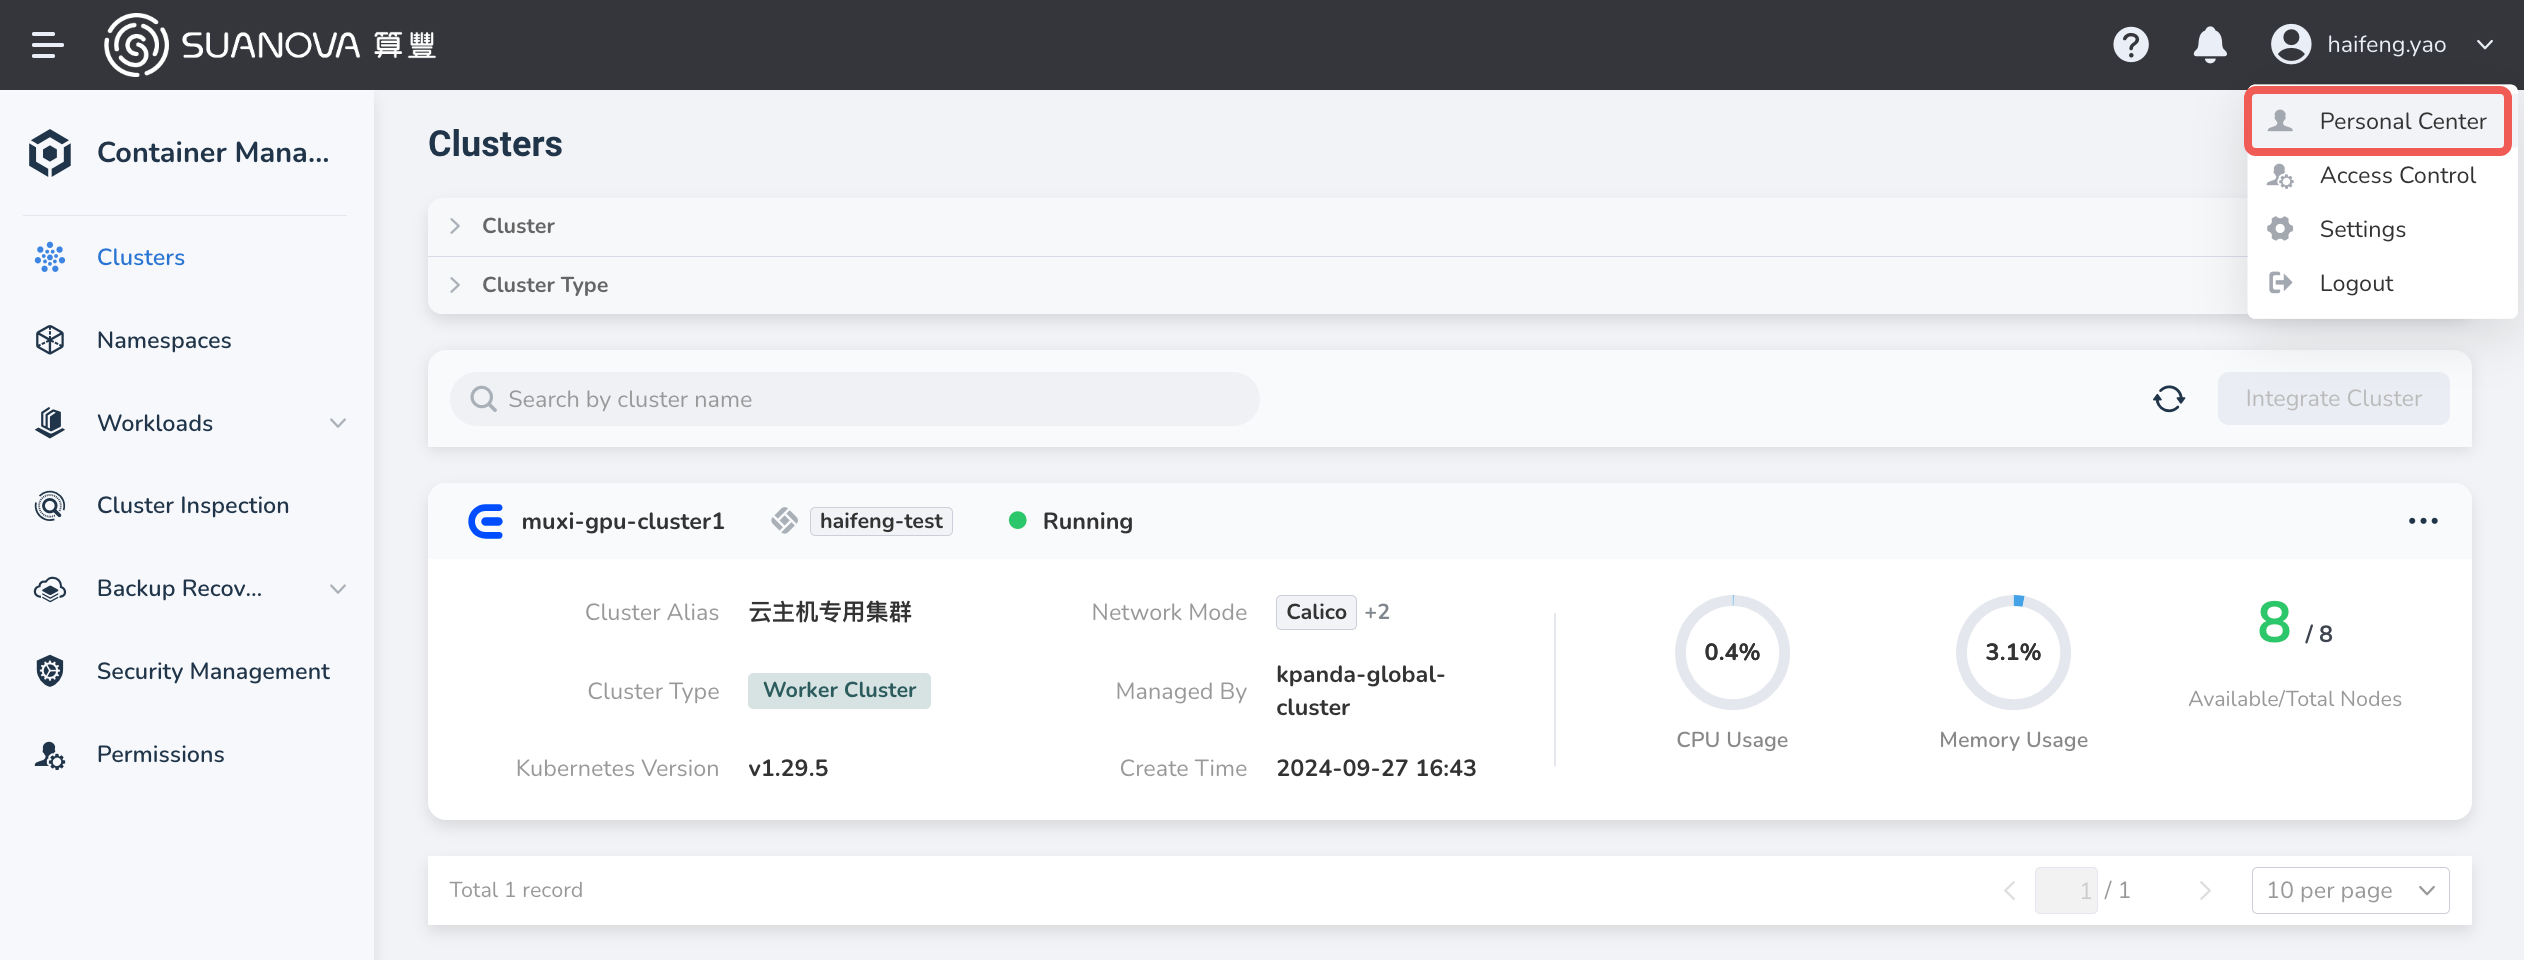 SUANOVA 算豐
haifeng.yao
Personal Center
Access Control
Settings
Logout
Container Mana...
Clusters
Namespaces
Workloads
Cluster Inspection
Backup Recov...
Security Management
Permissions
Clusters
Cluster
Cluster Type
Search by cluster name
Integrate Cluster
muxi-gpu-cluster1
haifeng-test
Running
Cluster Alias 云主机专用集群
Network Mode Calico +2
Cluster Type Worker Cluster
Managed By kpanda-global-
cluster
Kubernetes Version v1.29.5
Create Time 2024-09-27 16:43
0.4%
CPU Usage
3.1%
Memory Usage
8 / 8
Available/Total Nodes
Total 1 record
1 / 1
10 per page